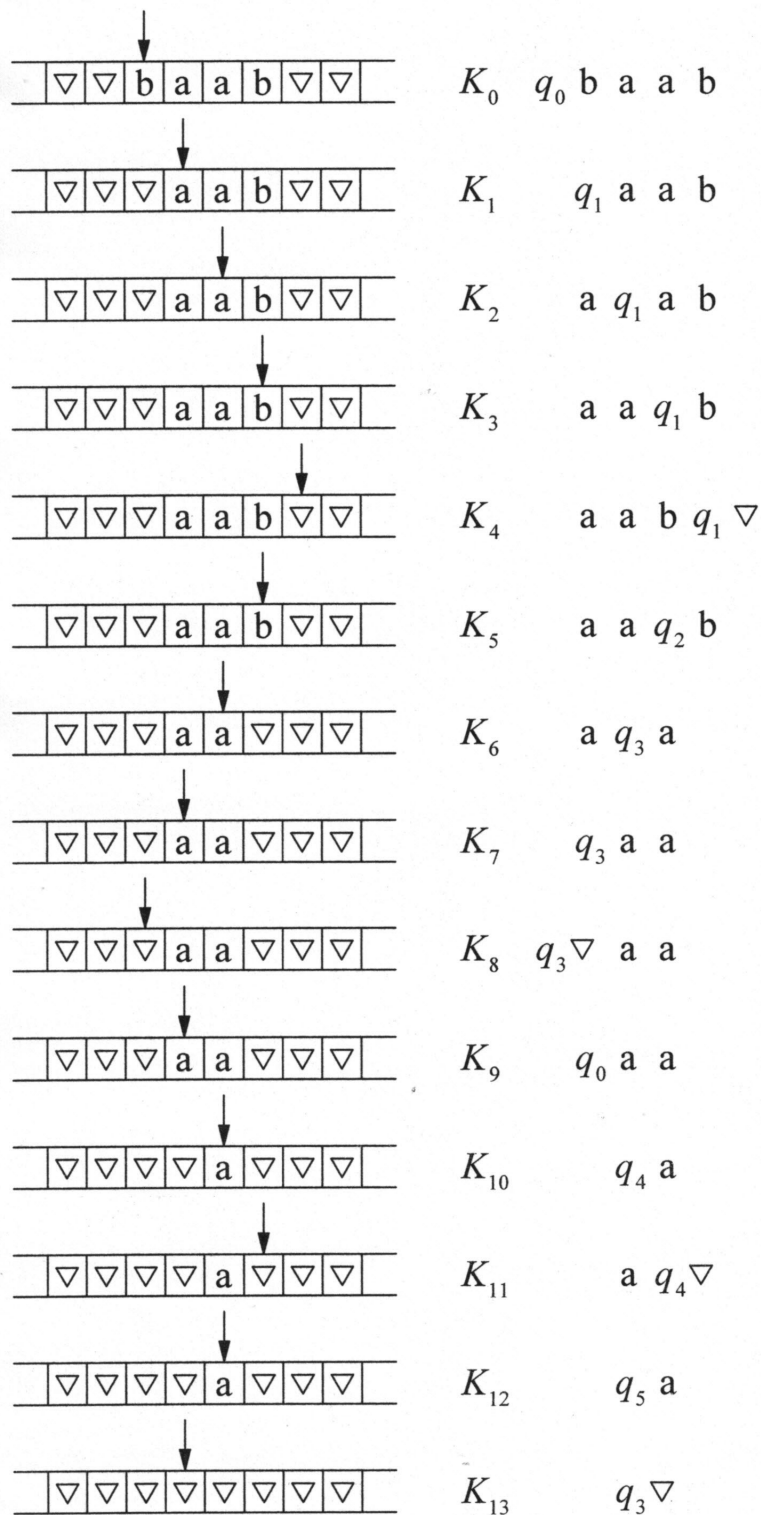 ▽ ▽ b a a b ▽ ▽ K₀ q₀ b a a b
▽ ▽ ▽ a a b ▽ ▽ K₁ q₁ a a b
▽ ▽ ▽ a a b ▽ ▽ K₂ a q₁ a b
▽ ▽ ▽ a a b ▽ ▽ K₃ a a q₁ b
▽ ▽ ▽ a a b ▽ ▽ K₄ a a b q₁ ▽
▽ ▽ ▽ a a b ▽ ▽ K₅ a a q₂ b
▽ ▽ ▽ a a ▽ ▽ ▽ K₆ a q₃ a
▽ ▽ ▽ a a ▽ ▽ ▽ K₇ q₃ a a
▽ ▽ ▽ a a ▽ ▽ ▽ K₈ q₃ ▽ a a
▽ ▽ ▽ a a ▽ ▽ ▽ K₉ q₀ a a
▽ ▽ ▽ ▽ a ▽ ▽ ▽ K₁₀ q₄ a
▽ ▽ ▽ ▽ a ▽ ▽ ▽ K₁₁ a q₄ ▽
▽ ▽ ▽ ▽ a ▽ ▽ ▽ K₁₂ q₅ a
▽ ▽ ▽ ▽ ▽ ▽ ▽ ▽ K₁₃ q₃ ▽